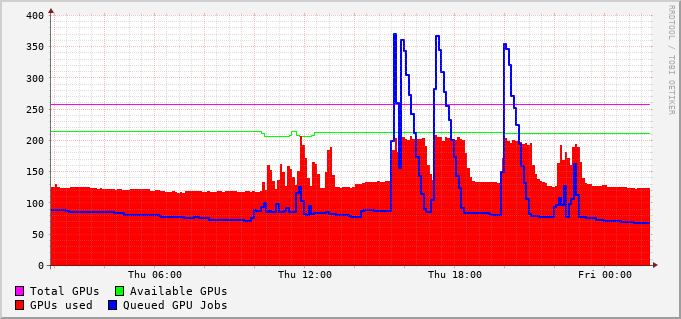 400
350
300
250
200
150
100
50
0
Thu 06:00 Thu 12:00 Thu 18:00 Fri 00:00
Total GPUs Available GPUs
GPUs used Queued GPU Jobs
RRDTOOL / TOBI OETIKER